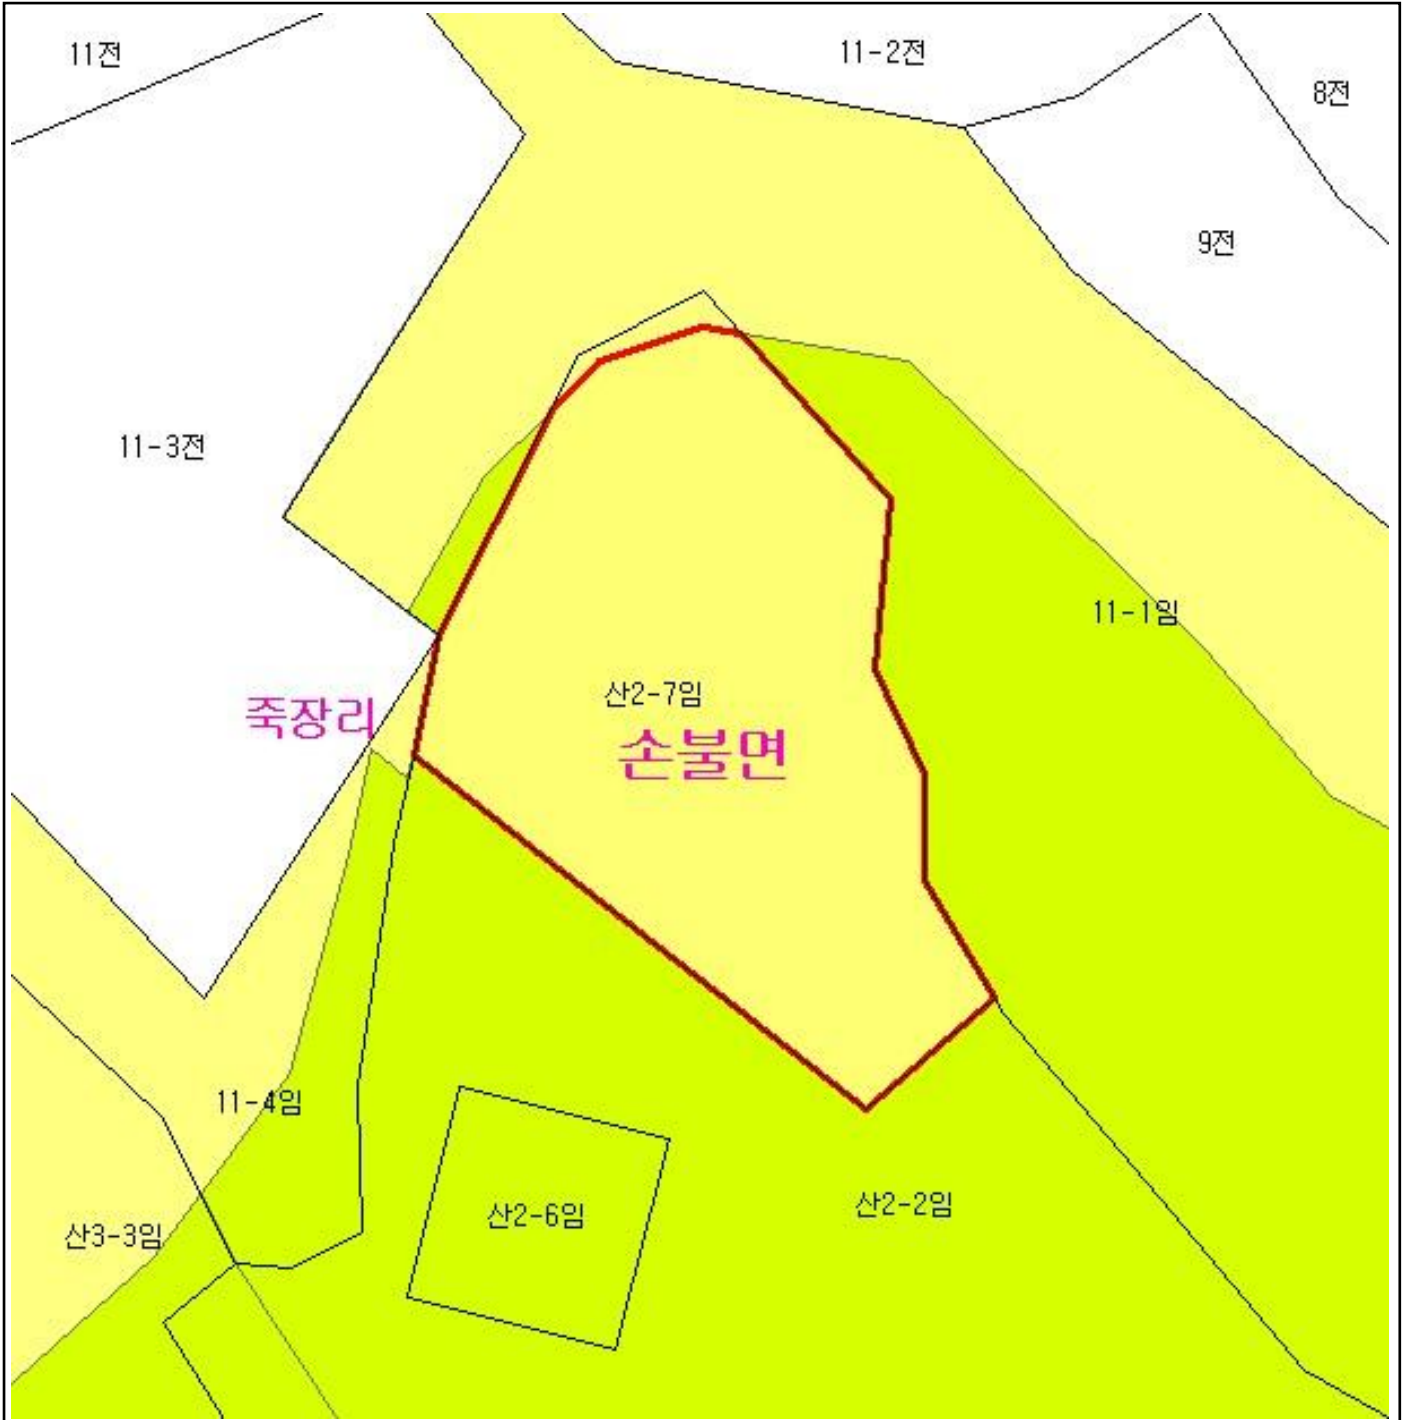 11전
11-2전
8전
9전
11-3전
11-1임
산2-7임
죽장리
손불면
11-4임
산2-6임
산2-2임
산3-3임